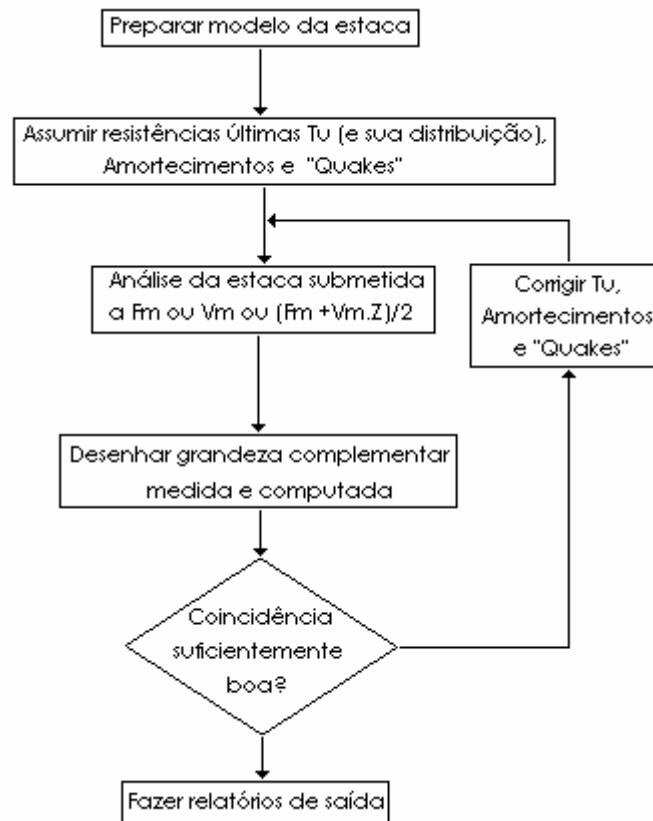 Preparar modelo da estaca
Assumir resistências últimas Tu (e sua distribuição),
Amortecimentos e "Quakes"
Análise da estaca submetida
a Fm ou Vm ou (Fm +Vm.Z)/2
Corrigir Tu,
Amortecimentos
e "Quakes"
Desenhar grandeza complementar
medida e computada
Coincidência
suficientemente
boa?
Fazer relatórios de saída